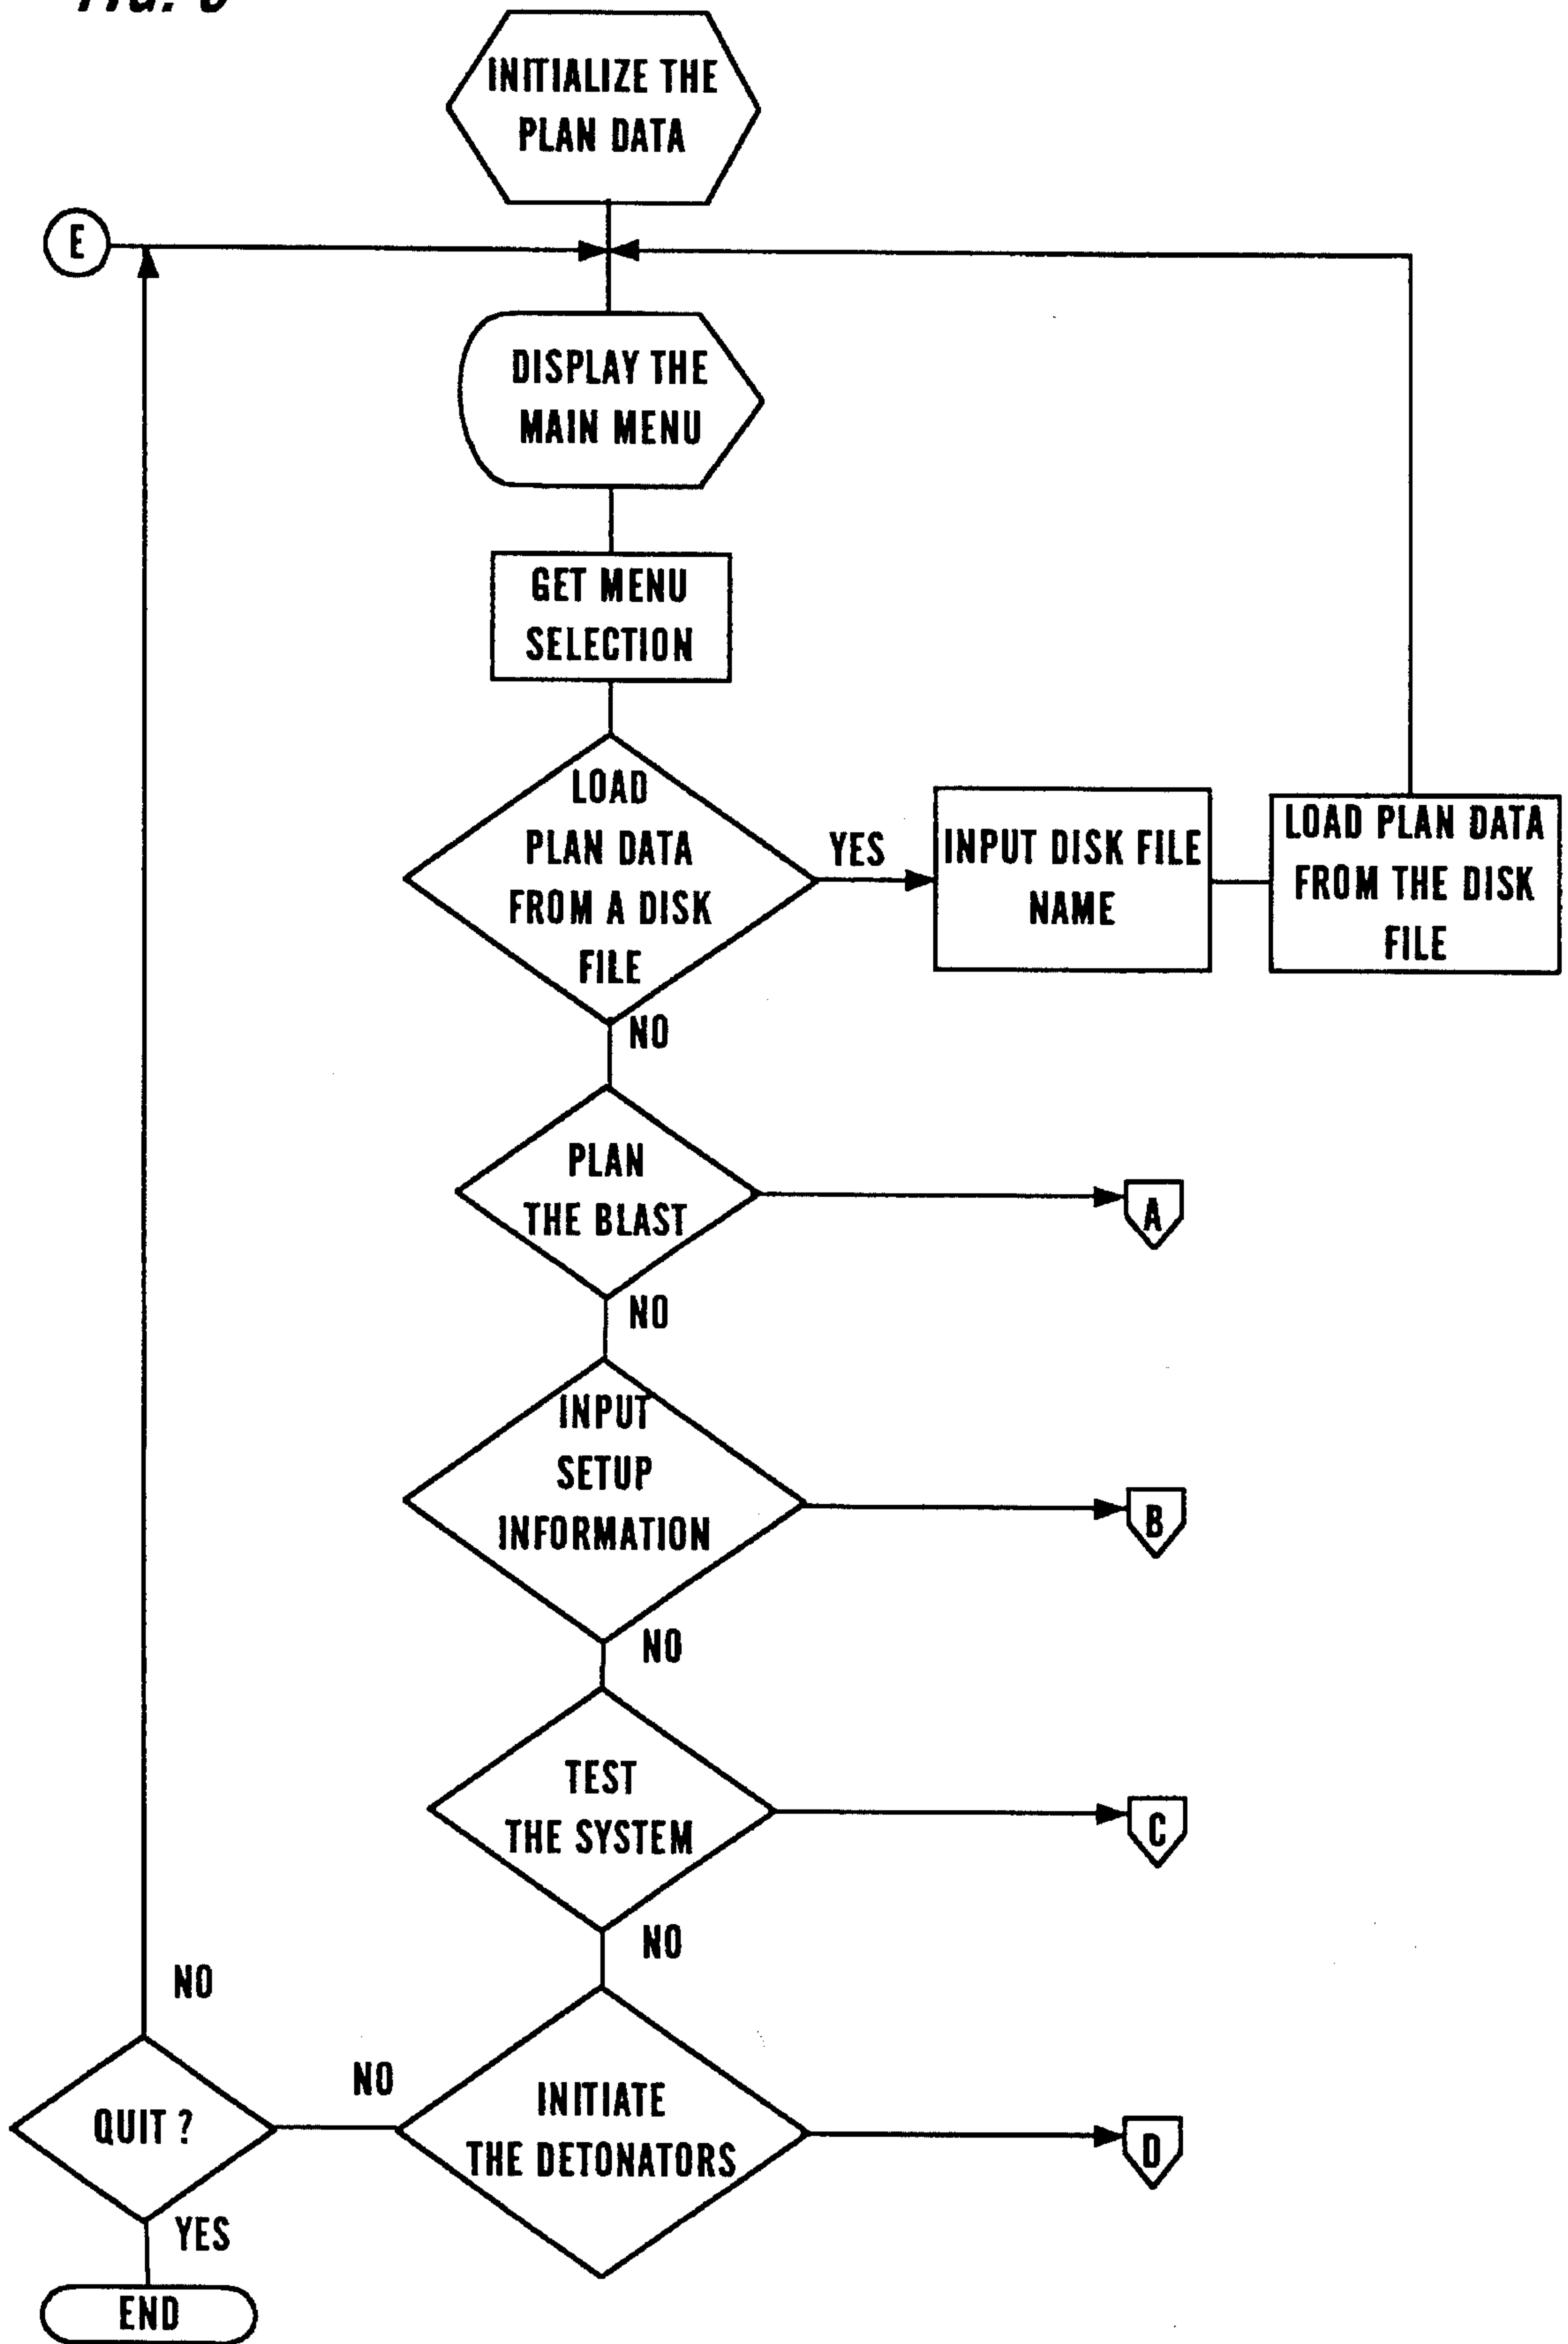 INITIALIZE THE
PLAN DATA
E
DISPLAY THE
MAIN MENU
GET MENU
SELECTION
LOAD
PLAN DATA
FROM A DISK
FILE
YES
INPUT DISK FILE
NAME
LOAD PLAN DATA
FROM THE DISK
FILE
NO
PLAN
THE BLAST
A
NO
INPUT
SETUP
INFORMATION
B
NO
TEST
THE SYSTEM
C
NO
INITIATE
THE DETONATORS
D
NO
QUIT ?
NO
YES
END